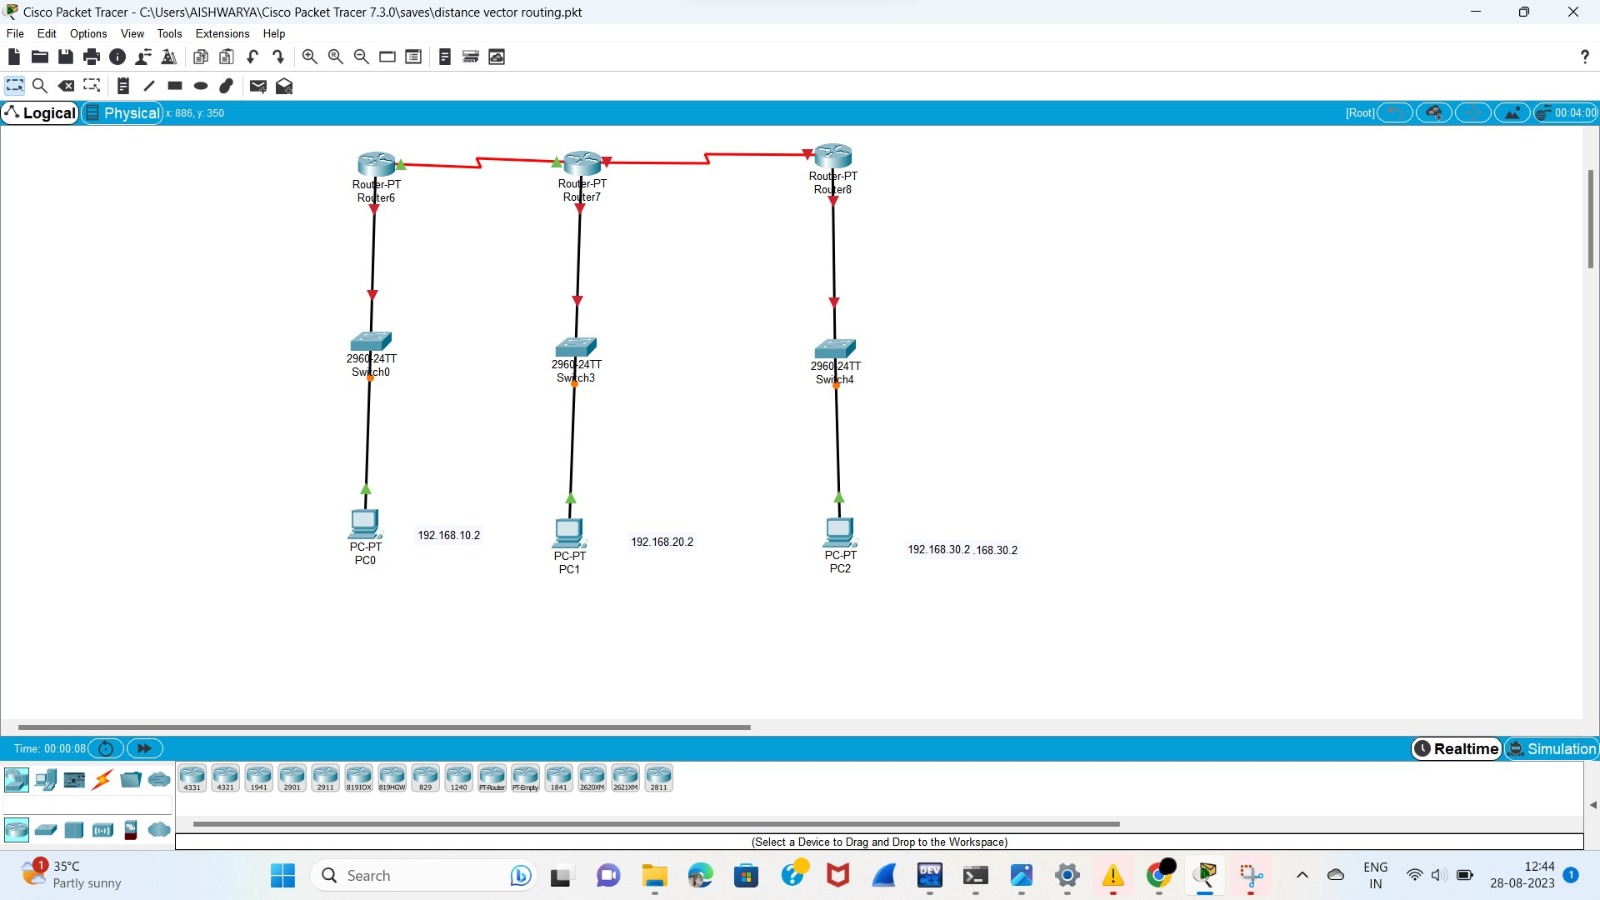 Cisco Packet Tracer - C:\Users\AISHWARYA\Cisco Packet Tracer 7.3.0\saves\distance vector routing.pkt
File Edit Options View Tools Extensions Help
?
Logical Physical x: 886, y: 350 [Root] 00:04:00
Router-PT
Router6
Router-PT
Router7
Router-PT
Router8
2960-24TT
Switch0
2960-24TT
Switch3
2960-24TT
Switch4
PC-PT
PC0
192.168.10.2
PC-PT
PC1
192.168.20.2
PC-PT
PC2
192.168.30.2 .168.30.2
Time: 00:00:08 Realtime Simulation
4331 4321 1941 2901 2911 819IOX 819HGW 829 1240 PT-Router PT-Empty 1841 2620XM 2621XM 2811
(Select a Device to Drag and Drop to the Workspace)
1
35°C
Partly sunny
Search
DEV
ENG
IN
12:44
28-08-2023
1